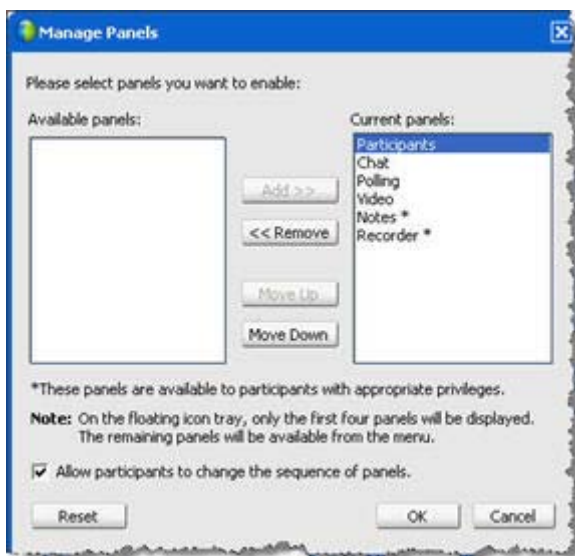 Manage Panels
Please select panels you want to enable:
Available panels:
Current panels:
Participants
Chat
Polling
Video
Notes *
Recorder *
Add >>
<< Remove
Move Up
Move Down
*These panels are available to participants with appropriate privileges.
Note: On the floating icon tray, only the first four panels will be displayed.
The remaining panels will be available from the menu.
Allow participants to change the sequence of panels.
Reset
OK
Cancel